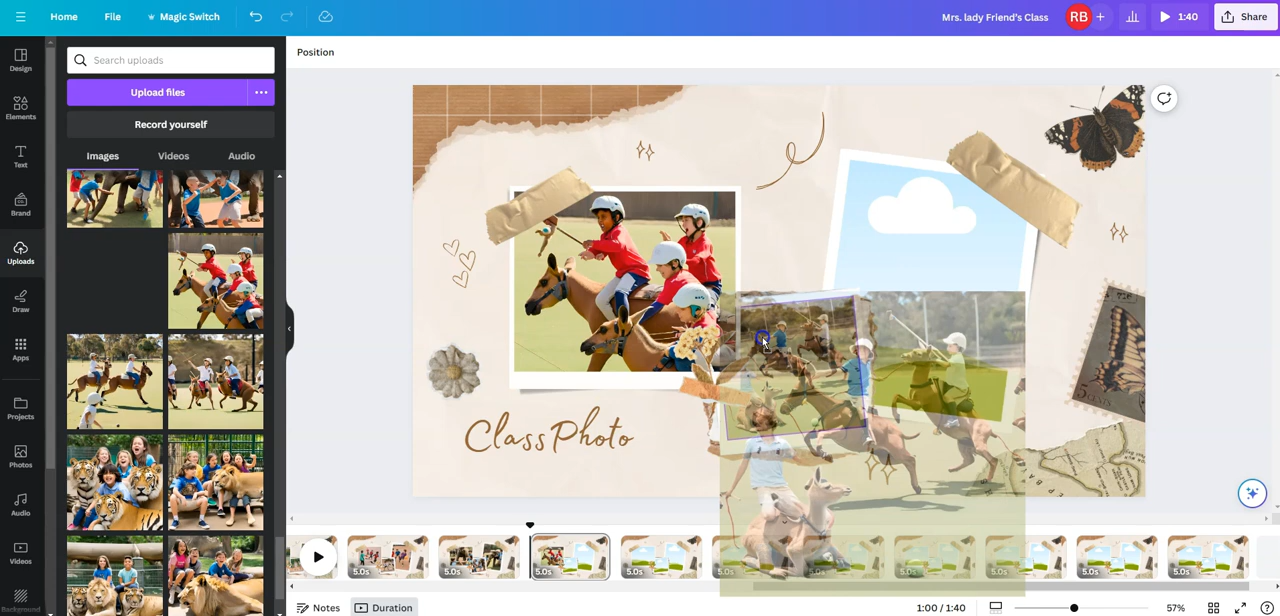 Home File Magic Switch Mrs. lady Friend's Class RB + 1:40 Share
Design
Elements
Text
Brand
Uploads
Draw
Apps
Projects
Photos
Audio
Videos
Background
Search uploads
Upload files
Record yourself
Images Videos Audio
Position
Class Photo
5.0s 5.0s 5.0s 5.0s 5.0s 5.0s 5.0s 5.0s 5.0s
Notes Duration 1:00 / 1:40 57%